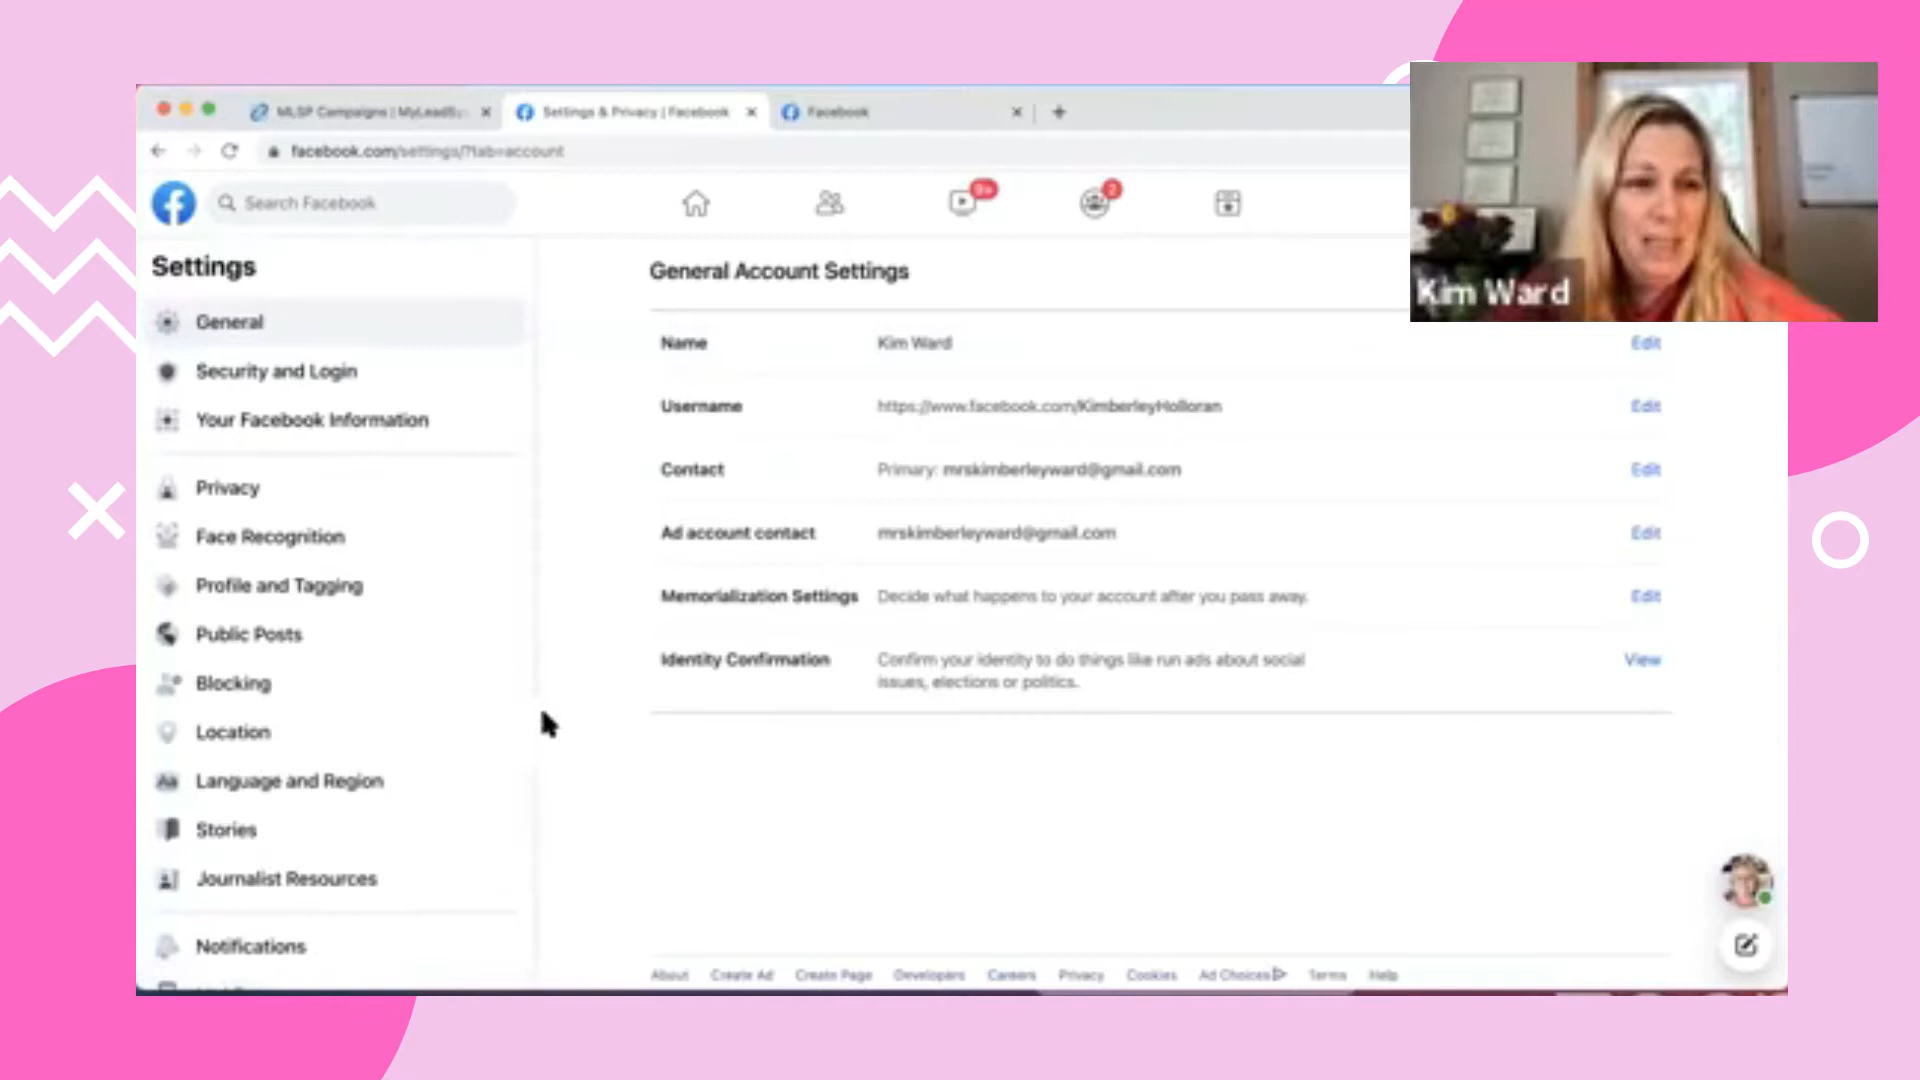 MLSP Campaigns | MyLeadSy
Settings & Privacy | Facebook
Facebook
facebook.com/settings/?tab=account
Search Facebook
9+
2
Kim Ward
Settings
General
Security and Login
Your Facebook Information
Privacy
Face Recognition
Profile and Tagging
Public Posts
Blocking
Location
Aa
Language and Region
Stories
Journalist Resources
Notifications
General Account Settings
Name Kim Ward Edit
Username https://www.facebook.com/KimberleyHolloran Edit
Contact Primary: mrskimberleyward@gmail.com Edit
Ad account contact mrskimberleyward@gmail.com Edit
Memorialization Settings Decide what happens to your account after you pass away. Edit
Identity Confirmation Confirm your identity to do things like run ads about social View
issues, elections or politics.
About Create Ad Create Page Developers Careers Privacy Cookies Ad Choices Terms Help